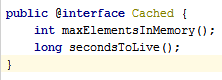 public @interface Cached {
    int maxElementsInMemory();
    long secondsToLive();
}